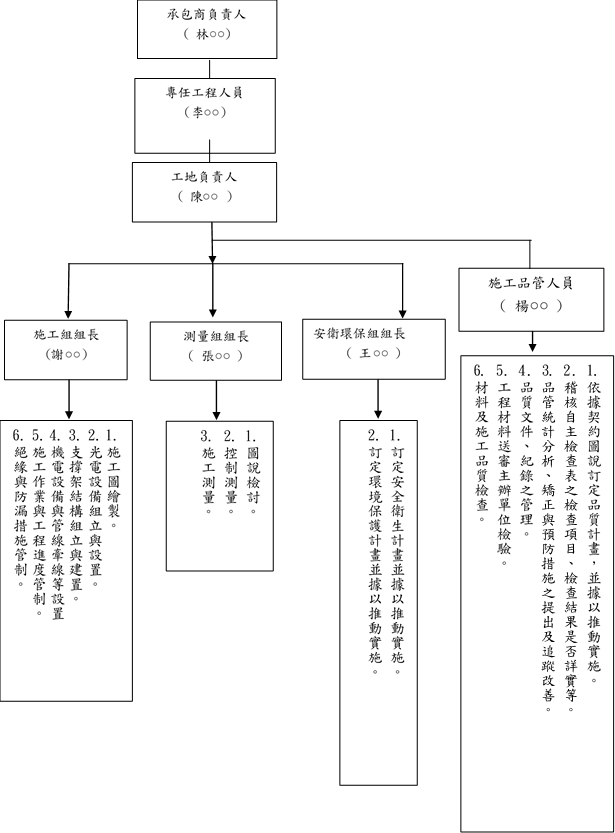 承包商負責人
( 林○○)
專任工程人員
(李○○)
工地負責人
( 陳○○ )
施工品管人員
( 楊○○ )
施工組組長
(謝○○)
測量組組長
( 張○○ )
安衛環保組組長
( 王○○ )
1. 施工圖繪製。
2. 光電設備組立與設置。
3. 支撐架結構組立與建置。
4. 機電設備與管線牽線等設置
5. 施工作業與工程進度管制。
6. 絕緣與防漏措施管制。
1. 圖說檢討。
2. 控制測量。
3. 施工測量。
1. 訂定安全衛生計畫並據以推動實施。
2. 訂定環境保護計畫並據以推動實施。
1. 依據契約圖說訂定品質計畫，並據以推動實施。
2. 稽核自主檢查表之檢查項目、檢查結果是否詳實等。
3. 品管統計分析、矯正與預防措施之提出及追蹤改善。
4. 品質文件、紀錄之管理。
5. 工程材料送審主辦單位檢驗。
6. 材料及施工品質檢查。